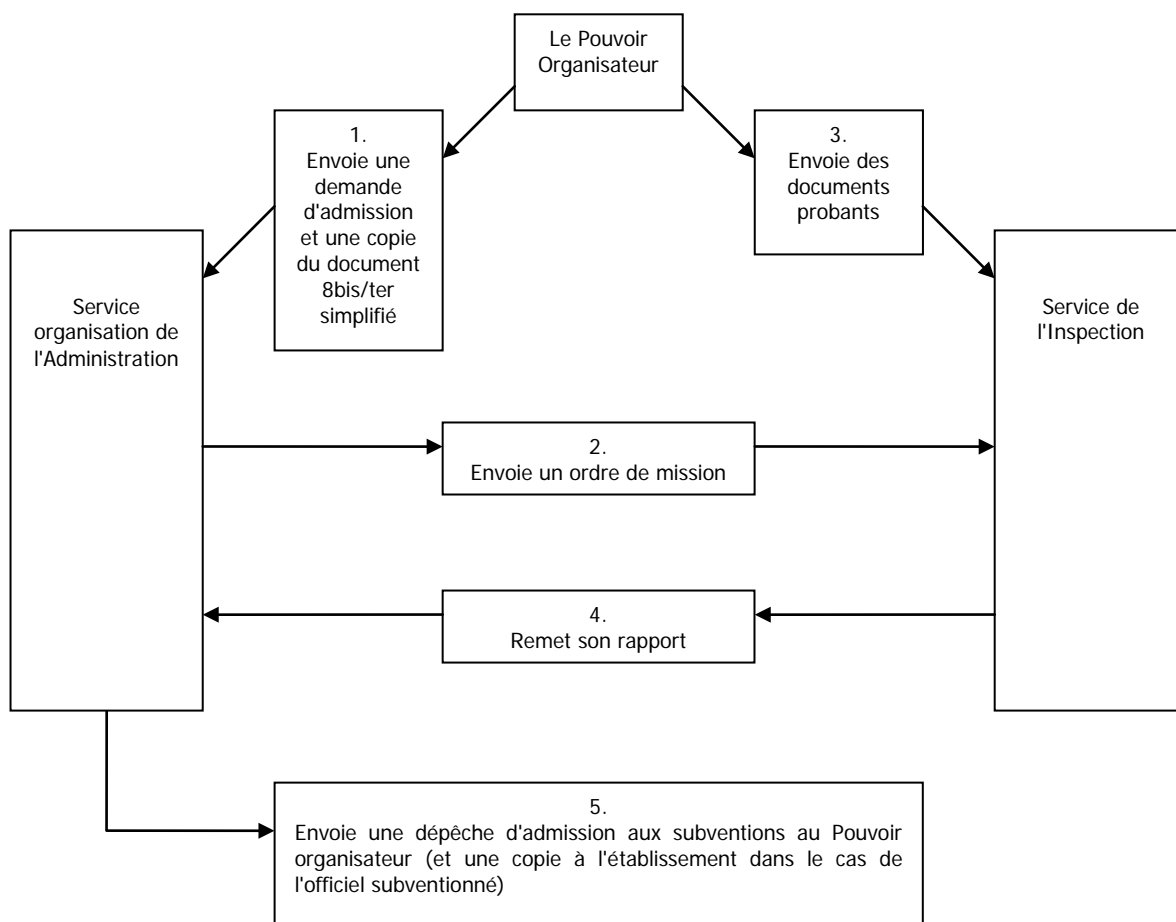 Le Pouvoir
Organisateur
1.
Envoie une
demande
d'admission
et une copie
du document
8bis/ter
simplifié
3.
Envoie des
documents
probants
Service
organisation de
l'Administration
Service de
l'Inspection
2.
Envoie un ordre de mission
4.
Remet son rapport
5.
Envoie une dépêche d'admission aux subventions au Pouvoir
organisateur (et une copie à l'établissement dans le cas de
l'officiel subventionné)